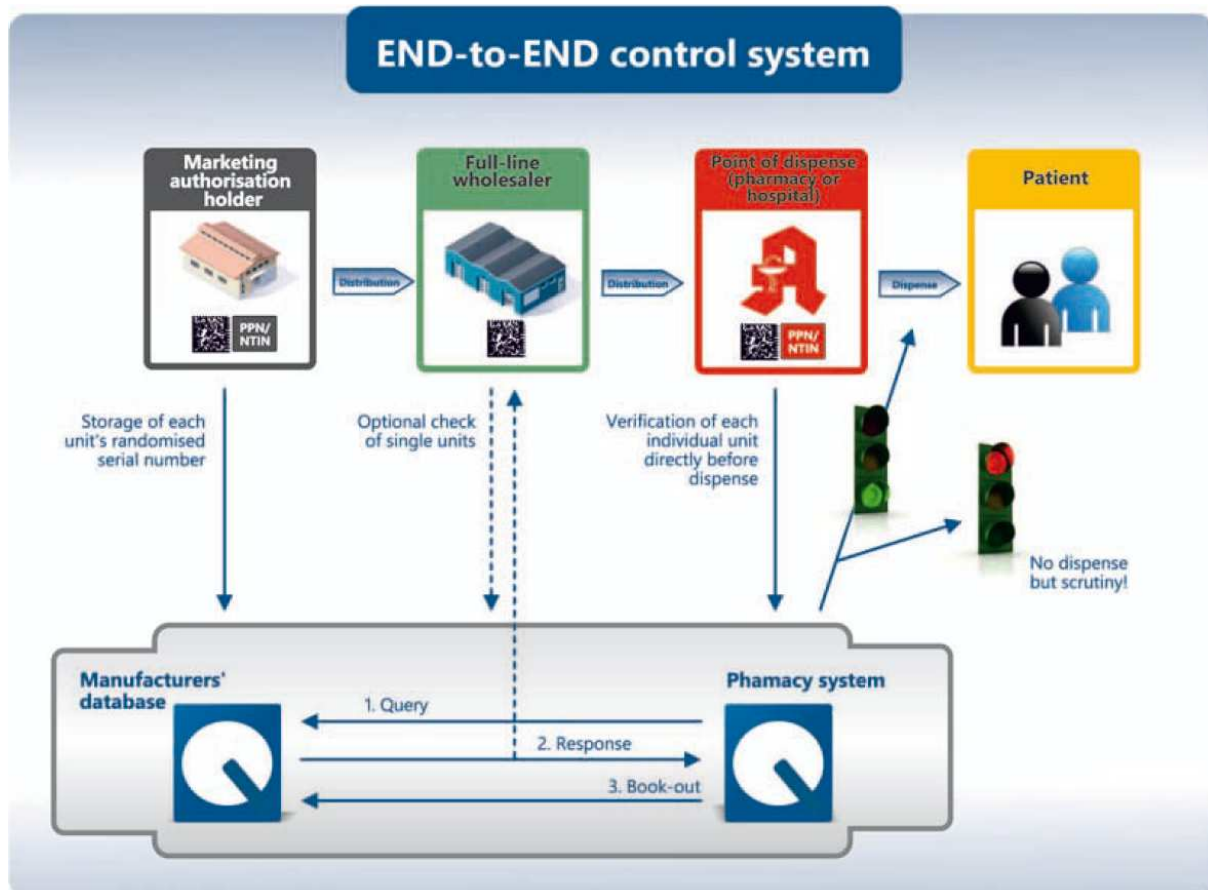 END-to-END control system
Marketing
authorisation
holder
PPN/
NTIN
Distribution
Full-line
wholesaler
Distribution
Point of dispense
(pharmacy or
hospital)
PPN/
NTIN
Dispense
Patient
Storage of each
unit's randomised
serial number
Optional check
of single units
Verification of each
individual unit
directly before
dispense
No dispense
but scrutiny!
Manufacturers'
database
Phamacy system
1. Query
2. Response
3. Book-out